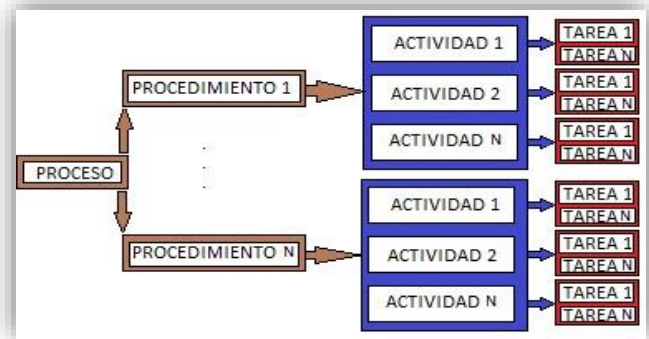 PROCESO
PROCEDIMIENTO 1
ACTIVIDAD 1
TAREA 1
TAREA N
ACTIVIDAD 2
TAREA 1
TAREA N
ACTIVIDAD N
TAREA 1
TAREA N
PROCEDIMIENTO N
ACTIVIDAD 1
TAREA 1
TAREA N
ACTIVIDAD 2
TAREA 1
TAREA N
ACTIVIDAD N
TAREA 1
TAREA N